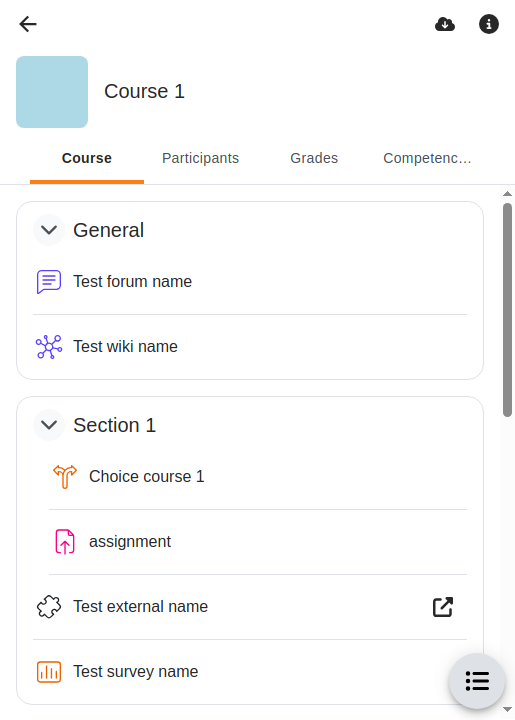 Course 1
Course
Participants
Grades
Competenc...
General
Test forum name
Test wiki name
Section 1
Choice course 1
assignment
Test external name
Test survey name